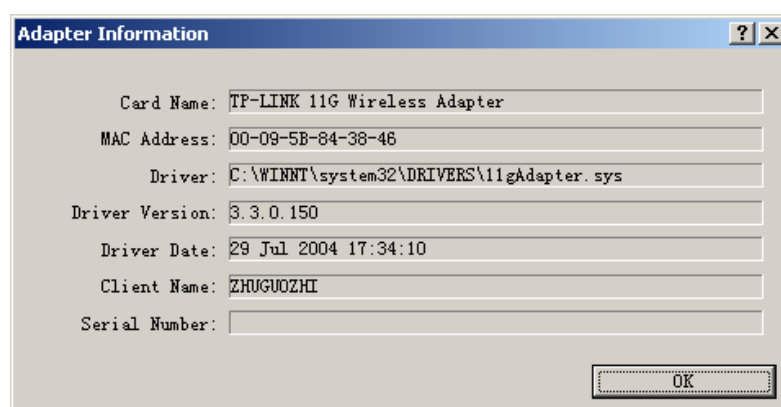 Adapter Information
Card Name: TP-LINK 11G Wireless Adapter
MAC Address: 00-09-5B-84-38-46
Driver: C:\WINNT\system32\DRIVERS\11gAdapter.sys
Driver Version: 3.3.0.150
Driver Date: 29 Jul 2004 17:34:10
Client Name: ZHUGUOZHI
Serial Number:
OK